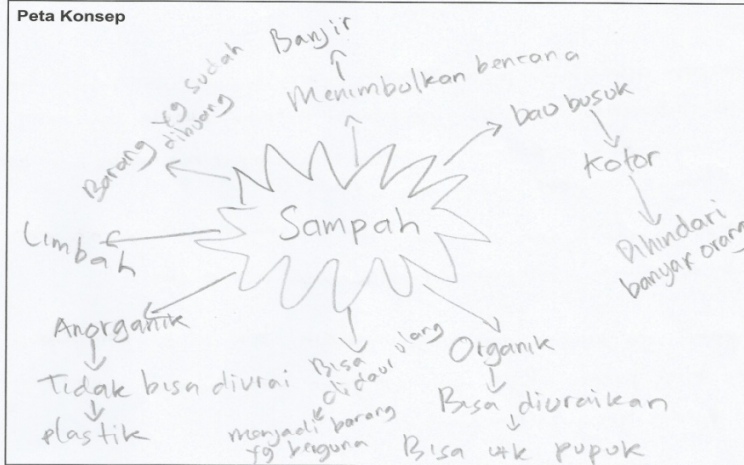 Peta Konsep
Banjir
Menimbulkan bencana
Barang yg sudah
dibuang
bau busuk
Kotor
Dihindari
banyak orang
Sampah
Limbah
Anorganik
Tidak bisa diurai
plastik
Bisa
didaur ulang
menjadi barang
yg berguna
Organik
Bisa diuraikan
Bisa utk pupuk